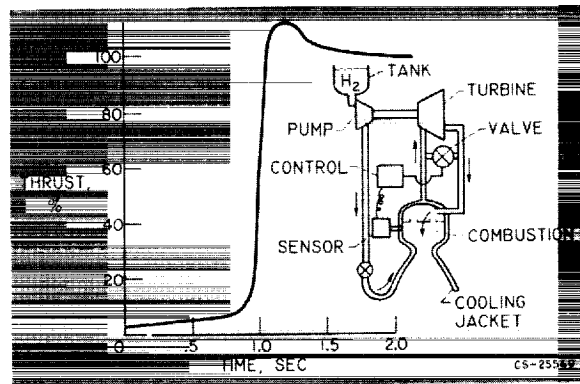 100
80
60
THRUST,
%
40
20
0
.5
1.0
1.5
2.0
TIME, SEC
H2
TANK
TURBINE
PUMP
VALVE
CONTROL
SENSOR
COMBUSTION
COOLING
JACKET